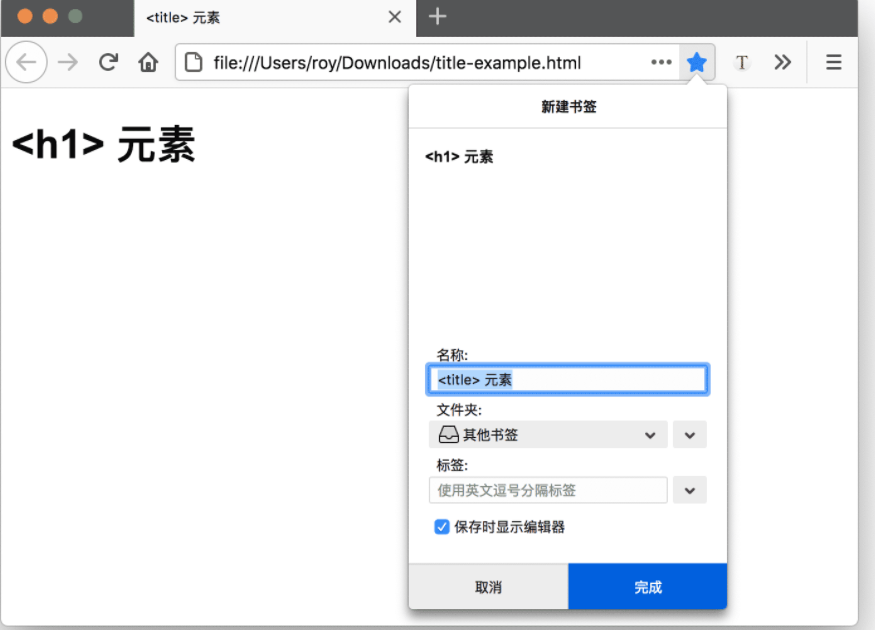 <title> 元素
file:///Users/roy/Downloads/title-example.html
T
<h1> 元素
新建书签
<h1> 元素
名称:
<title> 元素
文件夹:
其他书签
标签:
使用英文逗号分隔标签
保存时显示编辑器
取消
完成